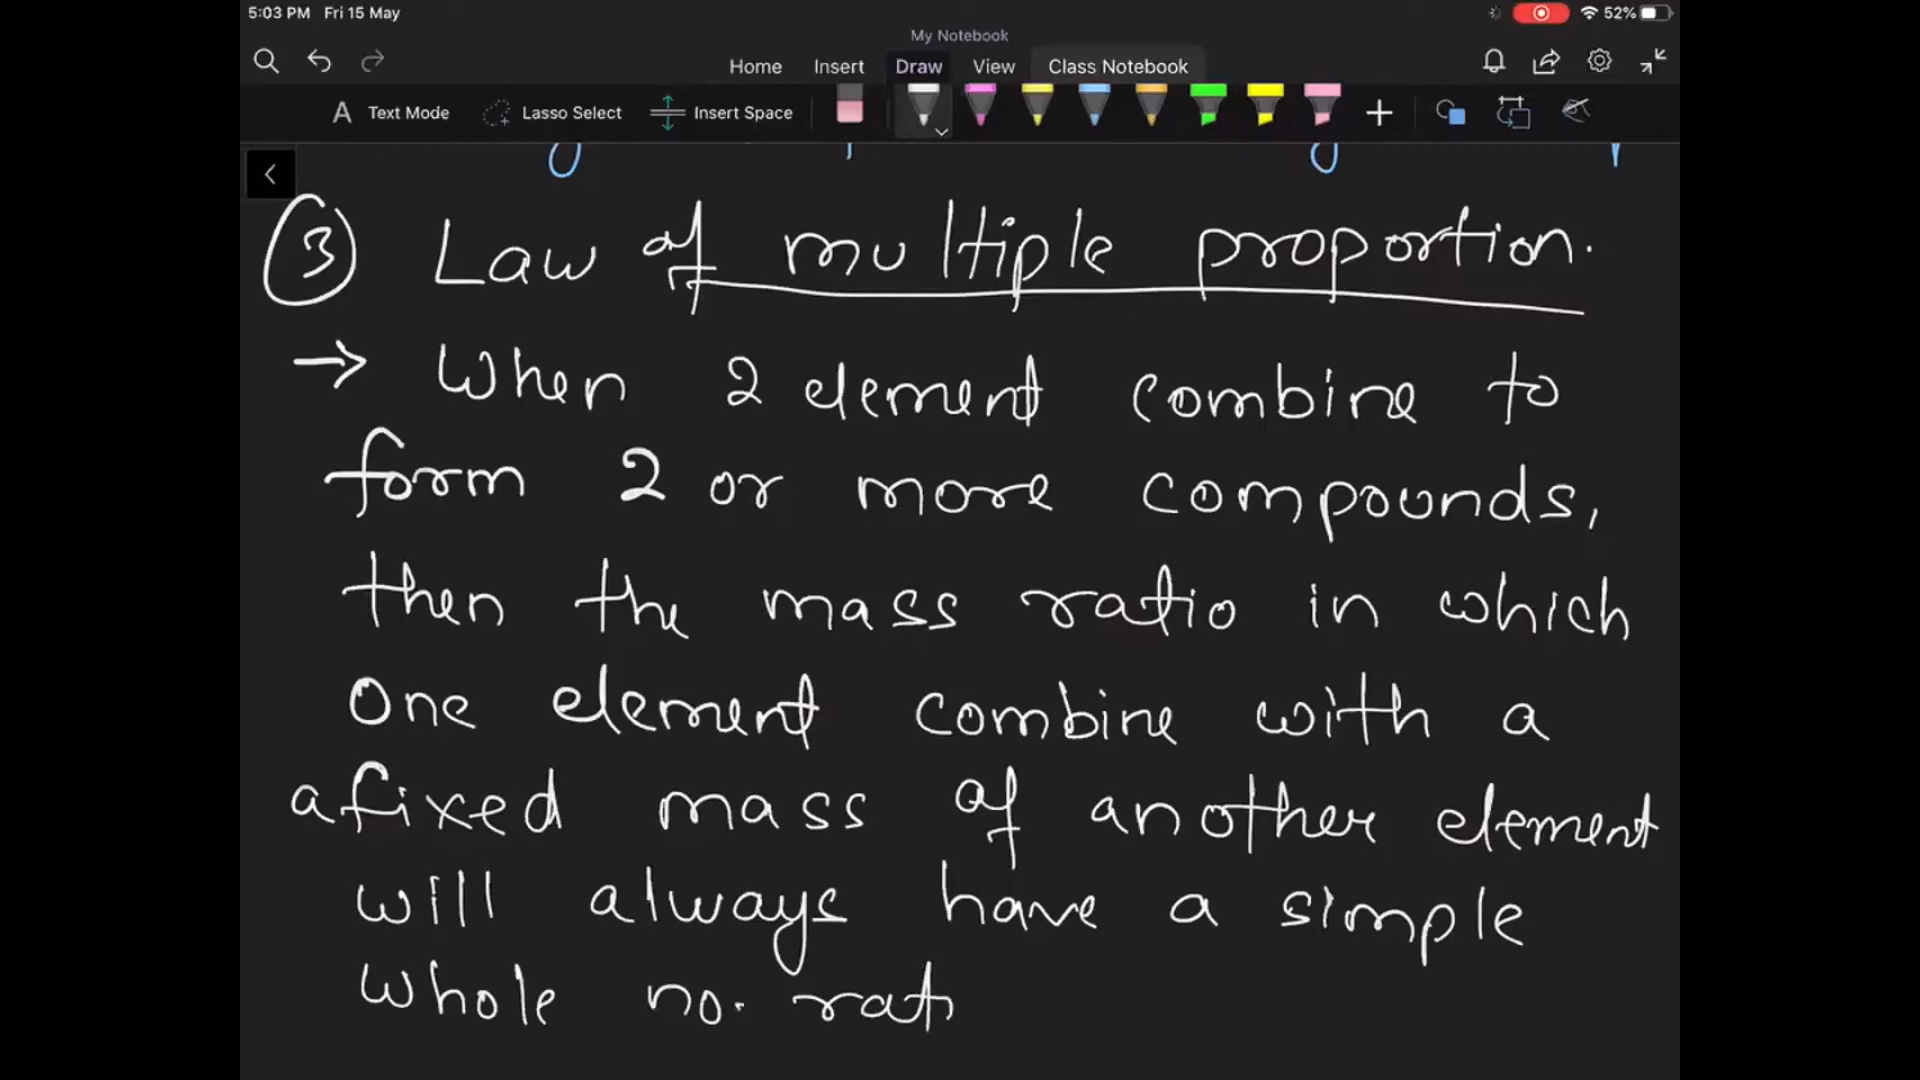 5:03 PM Fri 15 May 52%
My Notebook
Home Insert Draw View Class Notebook
A Text Mode Lasso Select Insert Space
3 Law of multiple proportion.
→ When 2 element combine to
form 2 or more compounds,
then the mass ratio in which
One element combine with a
a fixed mass of another element
will always have a simple
whole no. rati